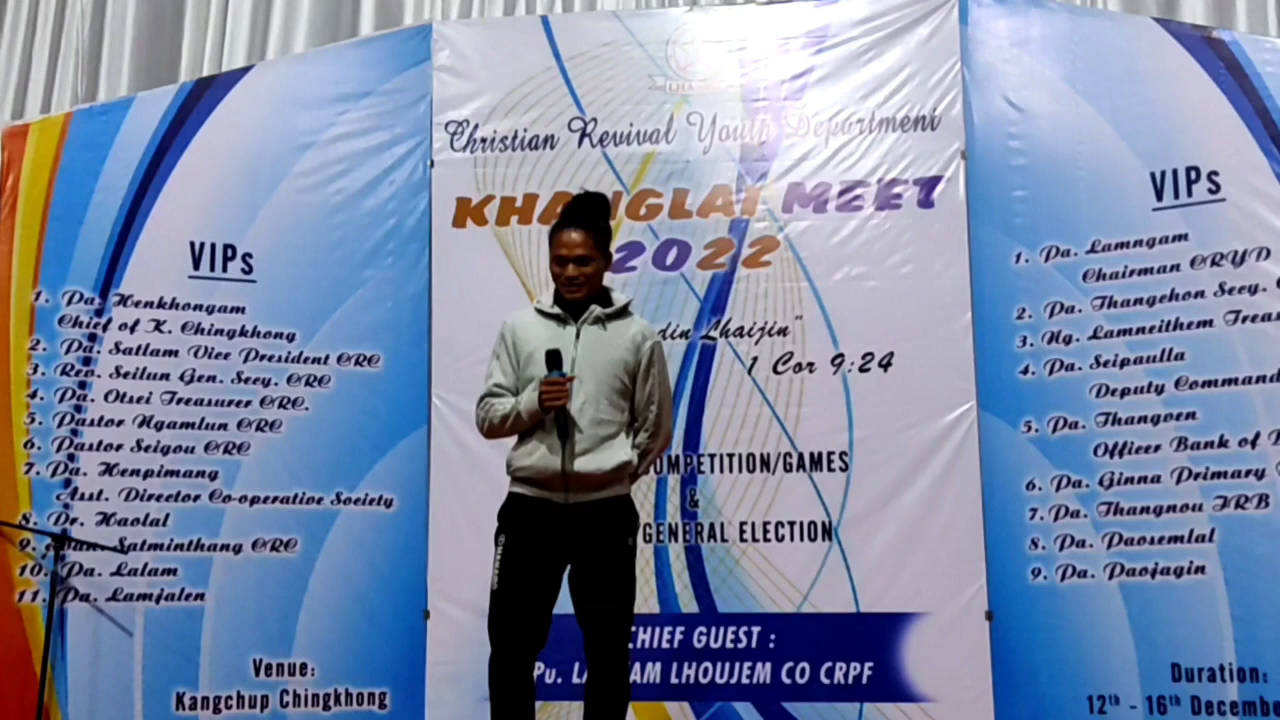 VIPs
1. Pa. Henkhongam
Chief of K. Chingkhong
2. Pa. Satlam Vice President CRC
3. Rev. Seilun Gen. Secy. CRC
4. Pa. Otsei Treasurer CRC.
5. Pastor Ngamlun CRC
6. Pastor Seigou CRC
7. Pa. Henpimang
Asst. Director Co-operative Society
8. Dr. Haolal
9. Satminthang CRC
10. Pa. Lalam
11. Pa. Lamjalen
Venue:
Kangchup Chingkhong
Christian Revival Youth Department
KHANGLAI MEET
2022
Lhaijin"
1 Cor 9:24
COMPETITION/GAMES
&
GENERAL ELECTION
CHIEF GUEST :
Pu. LHOUJEM CO CRPF
VIPs
1. Pa. Lamngam
Chairman CRYD
2. Pa. Thangchon Secy.
3. Ng. Lamneithem
4. Pa. Seipaulla
Deputy
5. Pa. Thangven
Officer Bank of
6. Pa. Ginna Primary
7. Pa. Thangnou IRB
8. Pa. Paosemlal
9. Pa. Paojagin
Duration:
12th - 16th